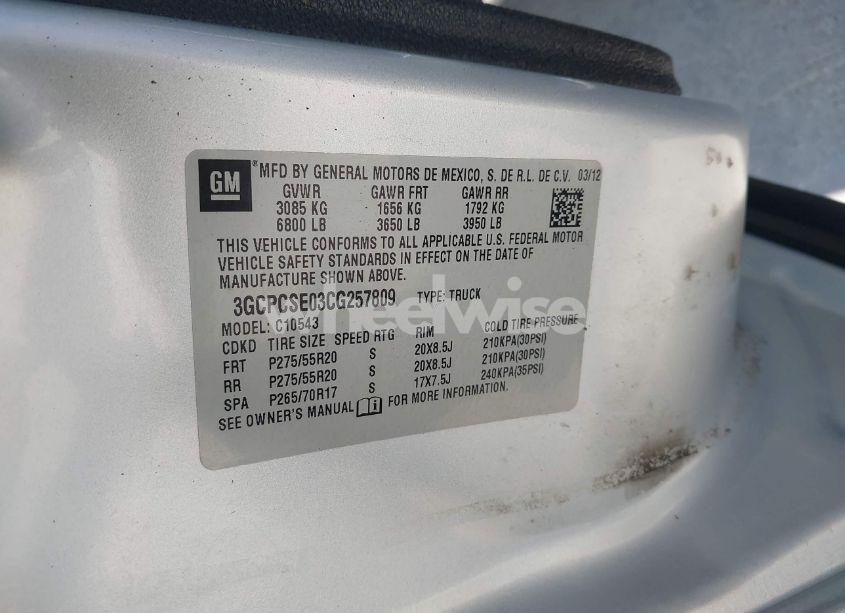 GM
® MFD BY GENERAL MOTORS DE MEXICO, S. DE R.L. DE C.V. 03/12
GVWR GAWR FRT GAWR RR
3085 KG 1656 KG 1792 KG
6800 LB 3650 LB 3950 LB
THIS VEHICLE CONFORMS TO ALL APPLICABLE U.S. FEDERAL MOTOR
VEHICLE SAFETY STANDARDS IN EFFECT ON THE DATE OF
MANUFACTURE SHOWN ABOVE.
3GCPCSE03CG257809 TYPE: TRUCK
MODEL: C10543
CDKD TIRE SIZE SPEED RTG RIM COLD TIRE PRESSURE
FRT P275/55R20 S 20X8.5J 210KPA(30PSI)
RR P275/55R20 S 20X8.5J 210KPA(30PSI)
SPA P265/70R17 S 17X7.5J 240KPA(35PSI)
SEE OWNER'S MANUAL FOR MORE INFORMATION.
wheelwise